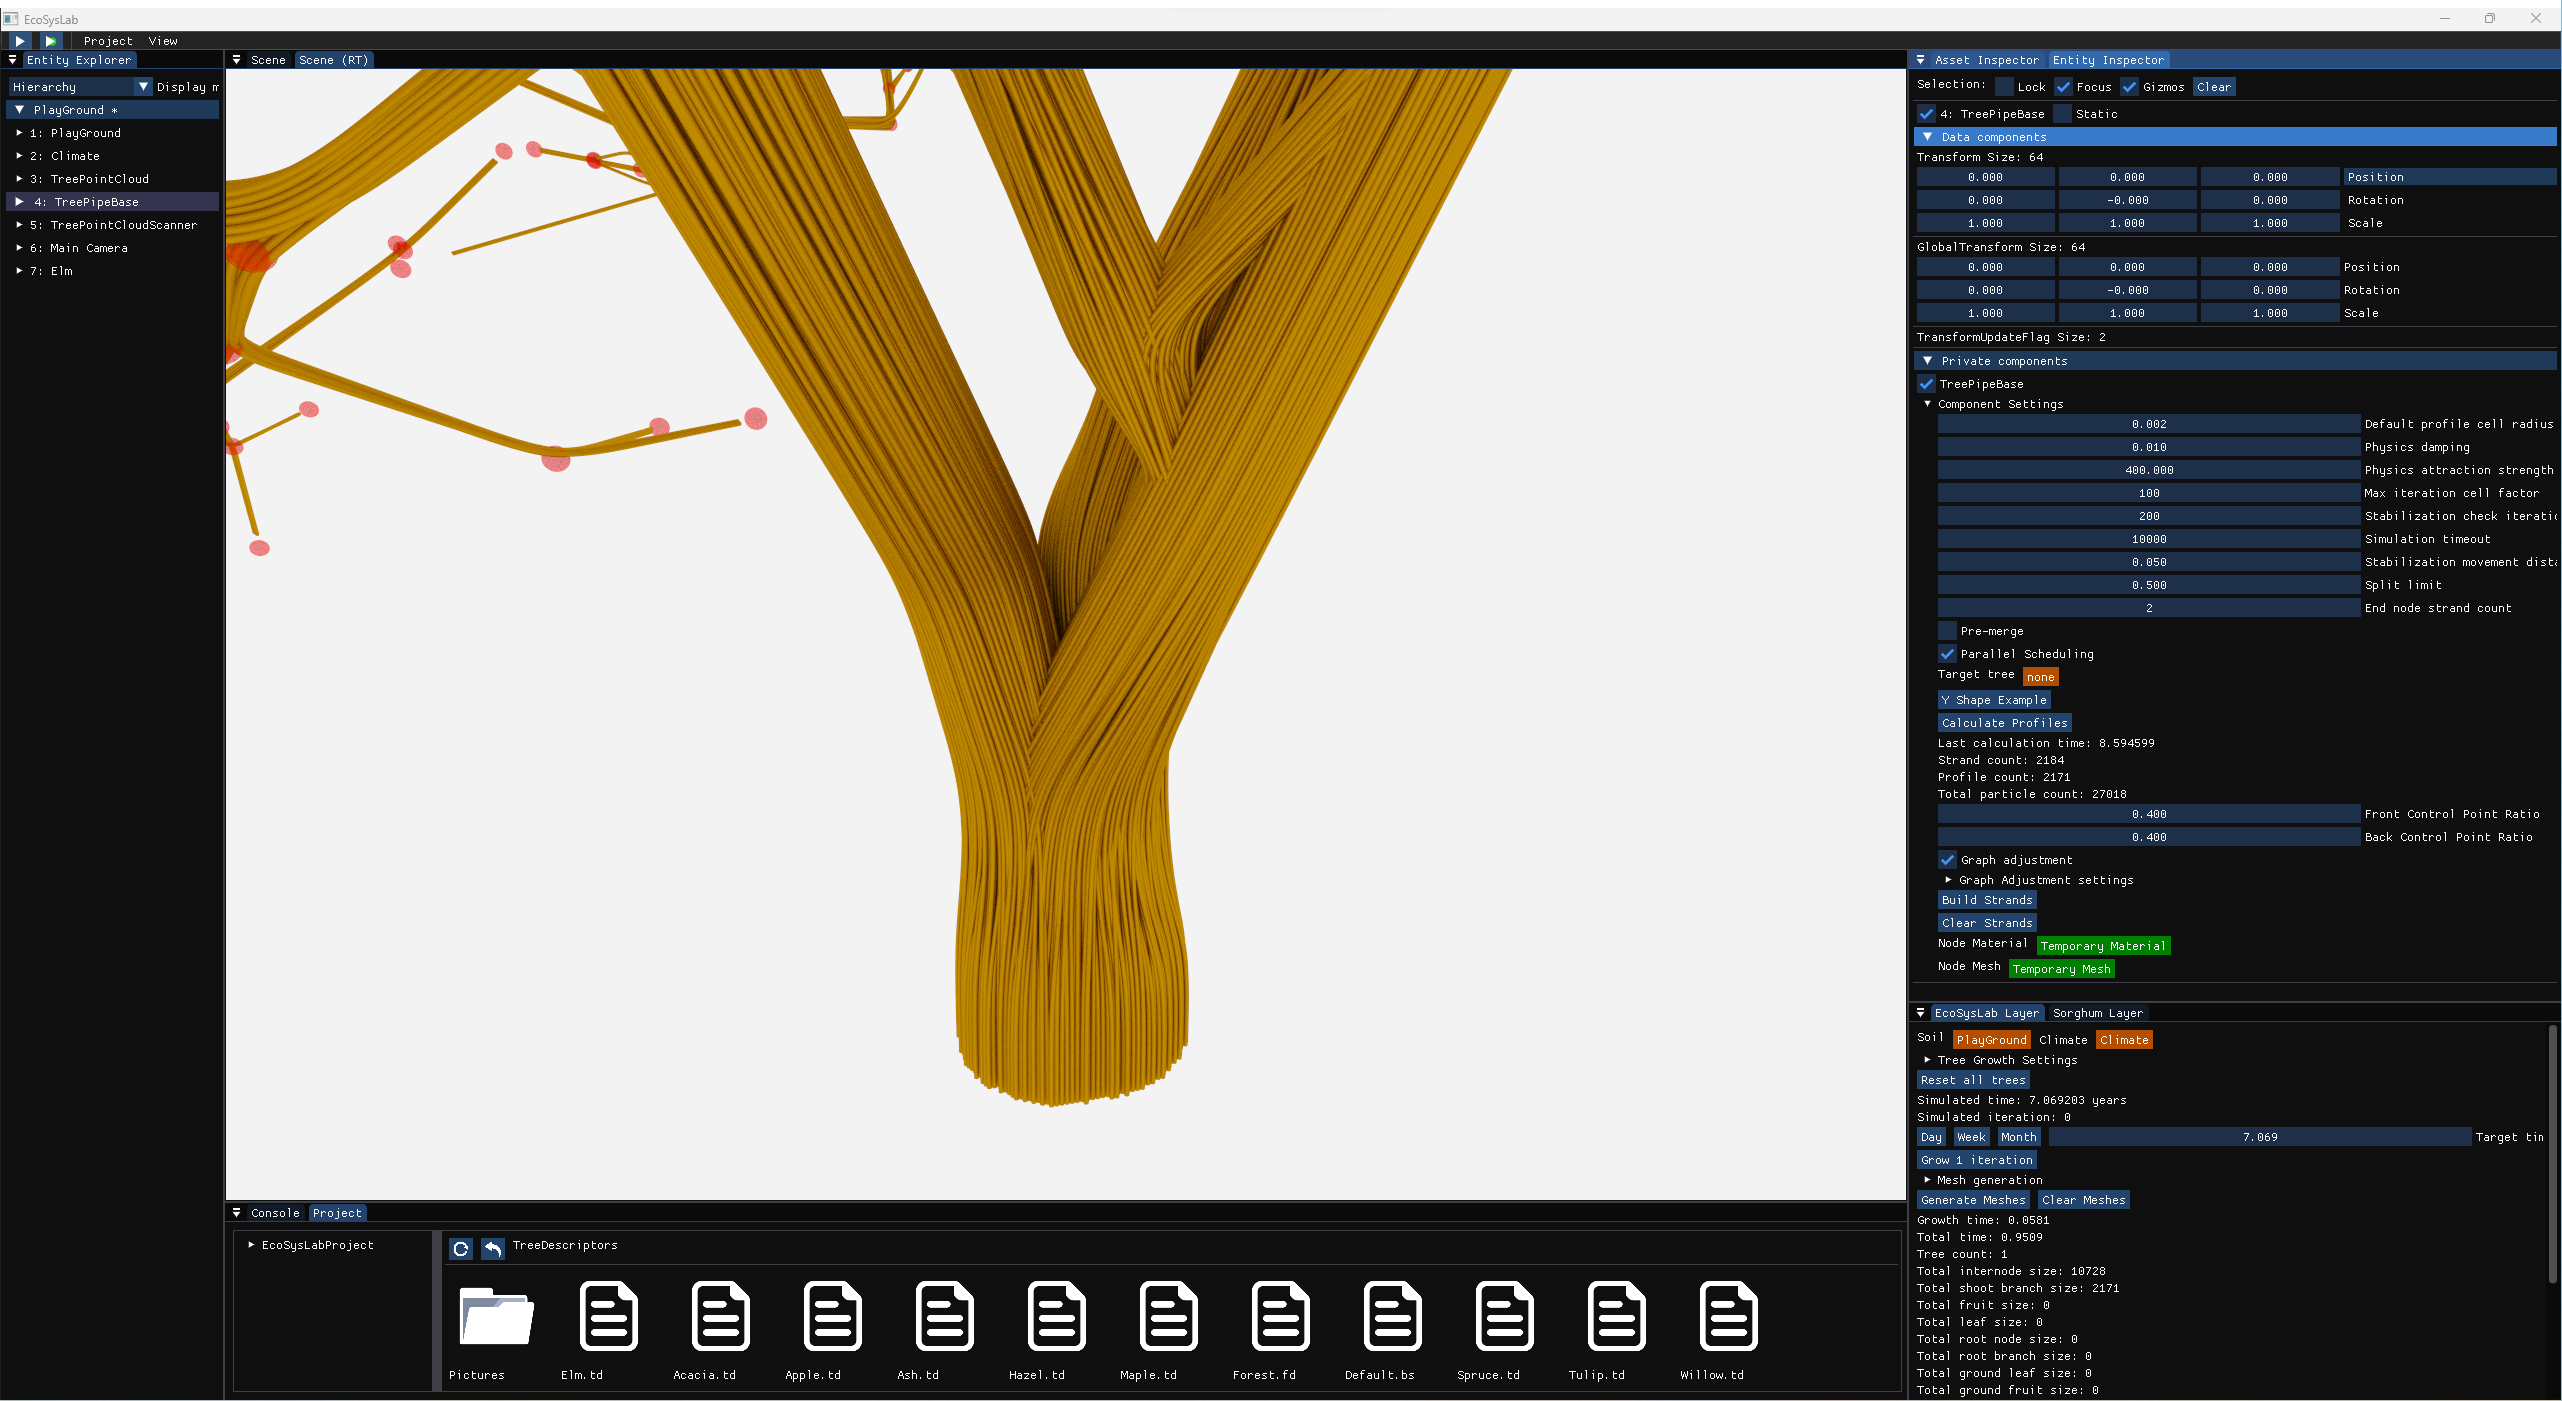 EcoSysLab
Project View
Entity Explorer
Hierarchy Display m
PlayGround *
1: PlayGround
2: Climate
3: TreePointCloud
4: TreePipeBase
5: TreePointCloudScanner
6: Main Camera
7: Elm
Scene Scene (RT)
Console Project
EcoSysLabProject
TreeDescriptors
Pictures Elm.td Acacia.td Apple.td Ash.td Hazel.td Maple.td Forest.fd Default.bs Spruce.td Tulip.td Willow.td
Asset Inspector Entity Inspector
Selection: Lock Focus Gizmos Clear
4: TreePipeBase Static
Data components
Transform Size: 64
0.000 0.000 0.000 Position
0.000 -0.000 0.000 Rotation
1.000 1.000 1.000 Scale
GlobalTransform Size: 64
0.000 0.000 0.000 Position
0.000 -0.000 0.000 Rotation
1.000 1.000 1.000 Scale
TransformUpdateFlag Size: 2
Private components
TreePipeBase
Component Settings
0.002 Default profile cell radius
0.010 Physics damping
400.000 Physics attraction strength
100 Max iteration cell factor
200 Stabilization check iterati
10000 Simulation timeout
0.050 Stabilization movement dist
0.500 Split limit
2 End node strand count
Pre-merge
Parallel Scheduling
Target tree none
Y Shape Example
Calculate Profiles
Last calculation time: 8.594599
Strand count: 2184
Profile count: 2171
Total particle count: 27018
0.400 Front Control Point Ratio
0.400 Back Control Point Ratio
Graph adjustment
Graph Adjustment settings
Build Strands
Clear Strands
Node Material Temporary Material
Node Mesh Temporary Mesh
EcoSysLab Layer Sorghum Layer
Soil PlayGround Climate Climate
Tree Growth Settings
Reset all trees
Simulated time: 7.069203 years
Simulated iteration: 0
Day Week Month 7.069 Target tim
Grow 1 iteration
Mesh generation
Generate Meshes Clear Meshes
Growth time: 0.0581
Total time: 0.9509
Tree count: 1
Total internode size: 10728
Total shoot branch size: 2171
Total fruit size: 0
Total leaf size: 0
Total root node size: 0
Total root branch size: 0
Total ground leaf size: 0
Total ground fruit size: 0